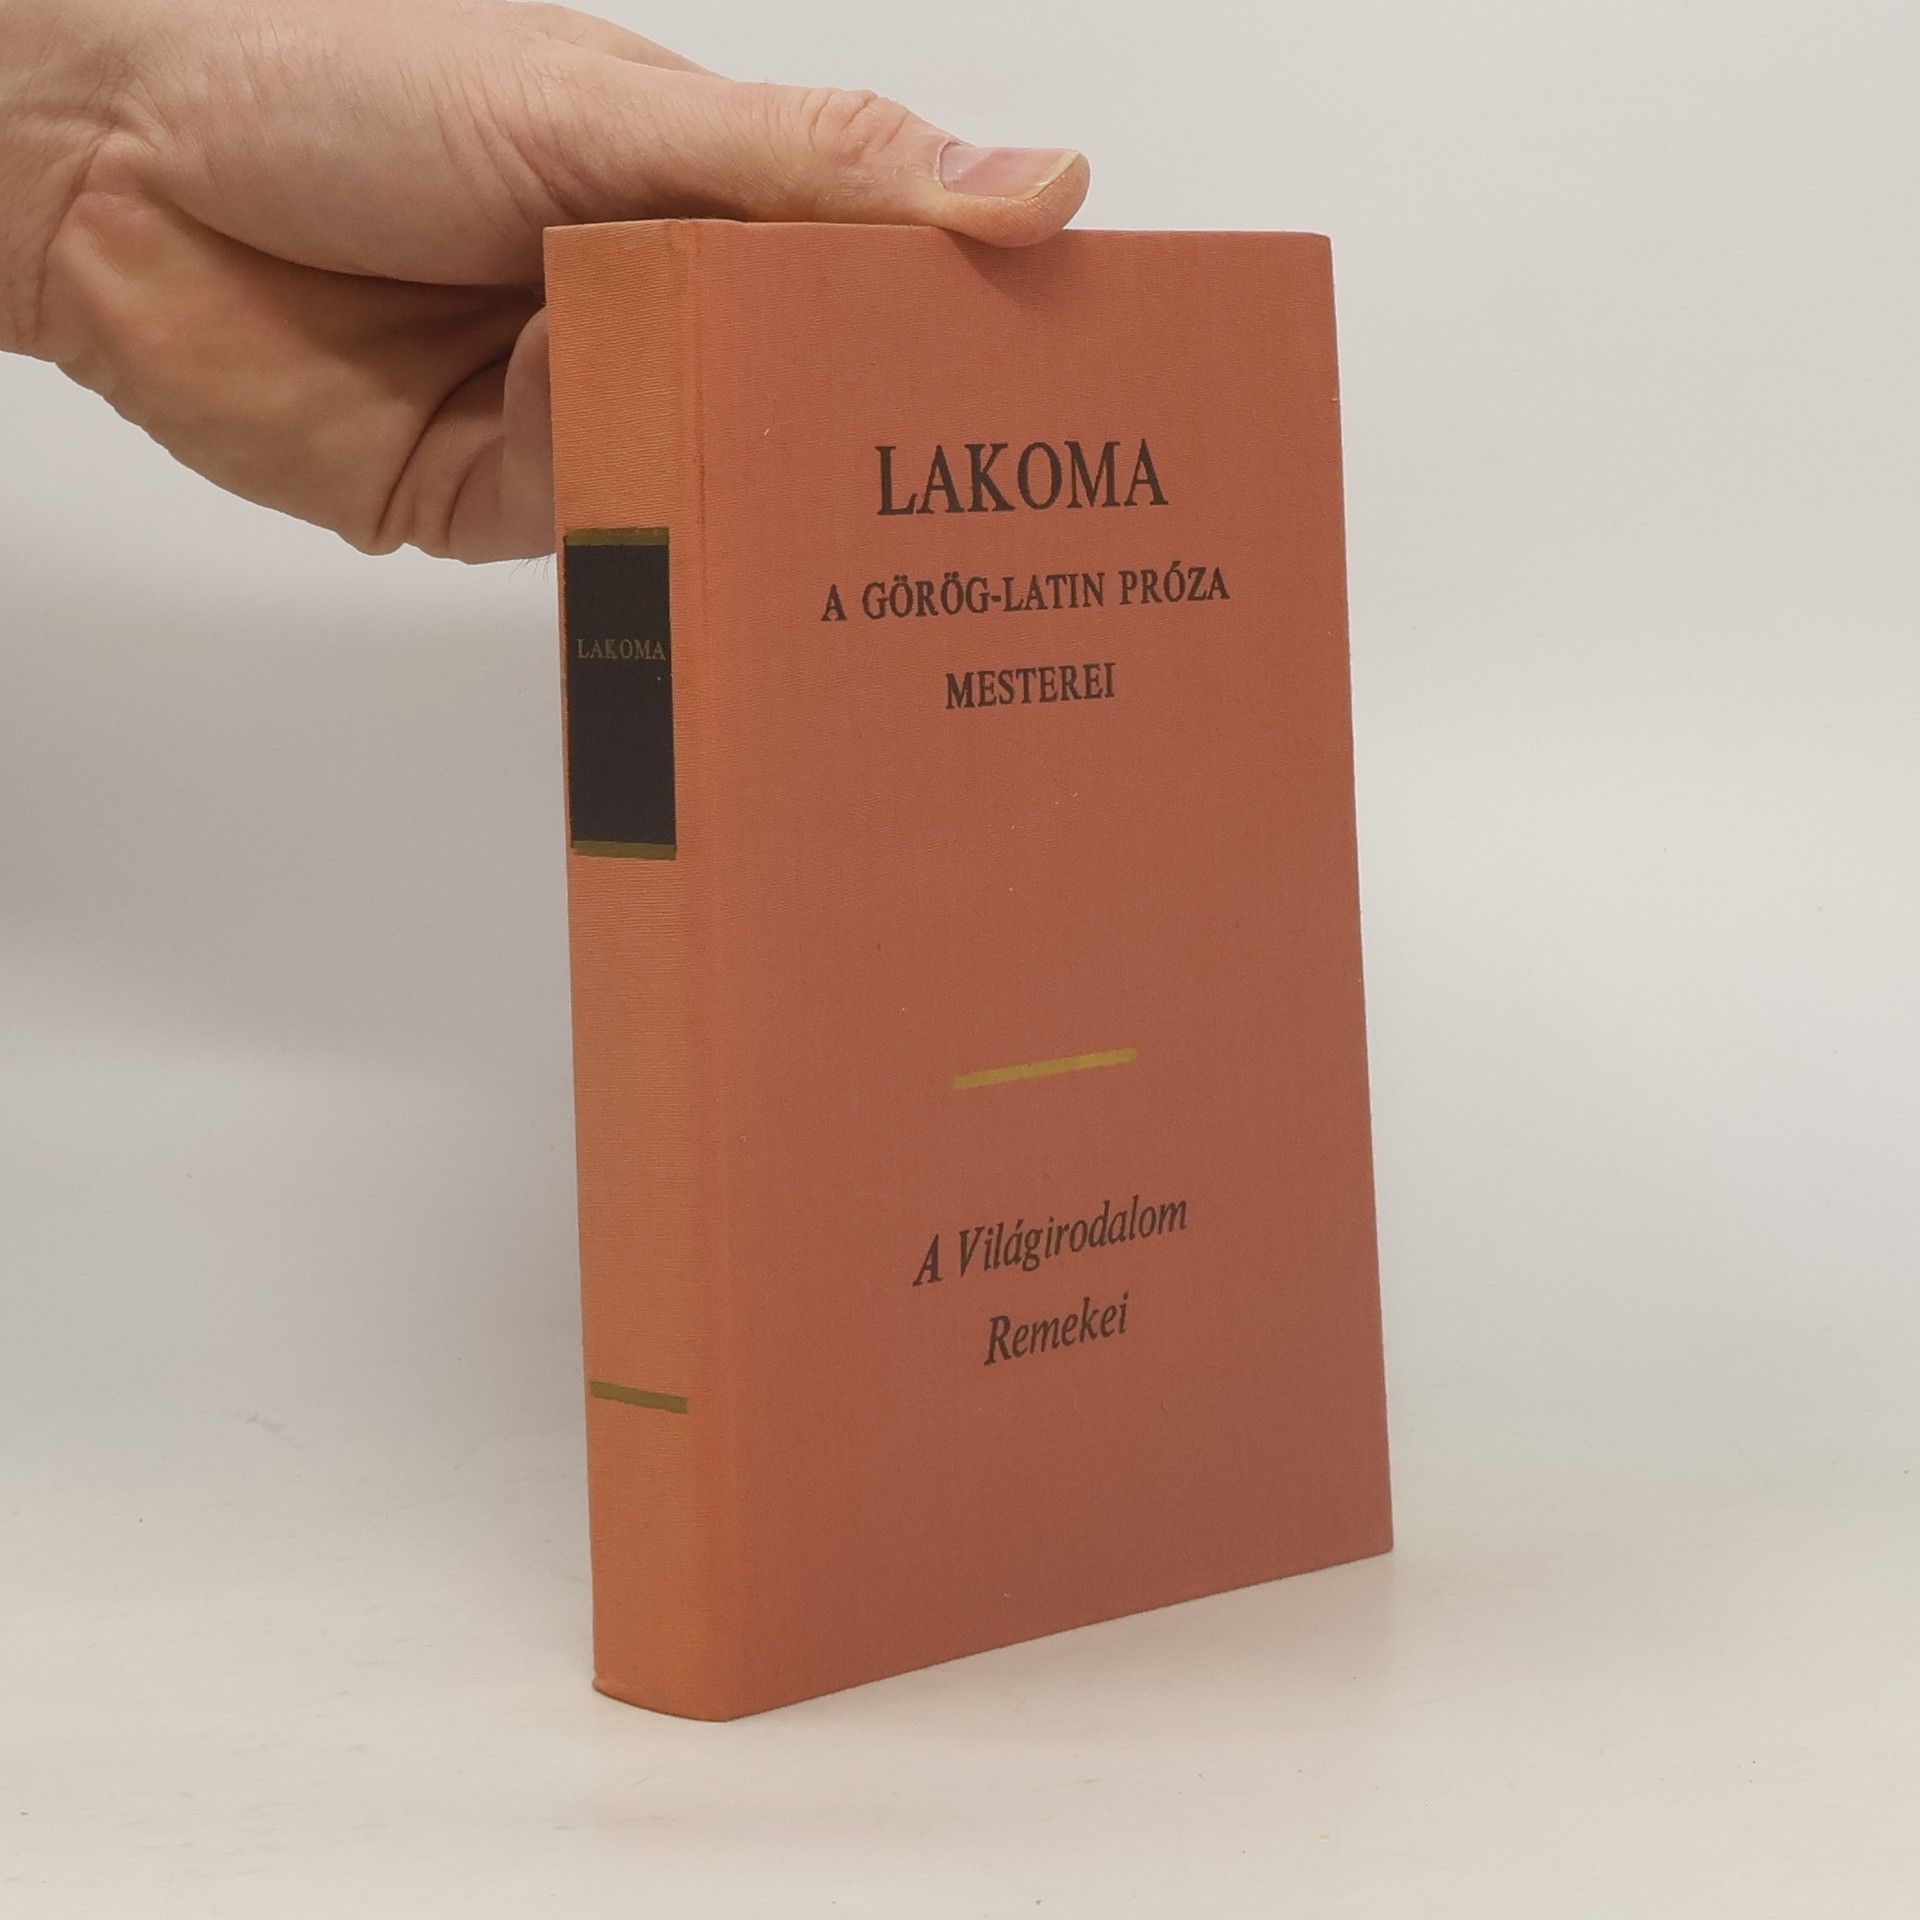 LAKOMA
LAKOMA
A GÖRÖG-LATIN PRÓZA
MESTEREI
A Világirodalom
Remekei